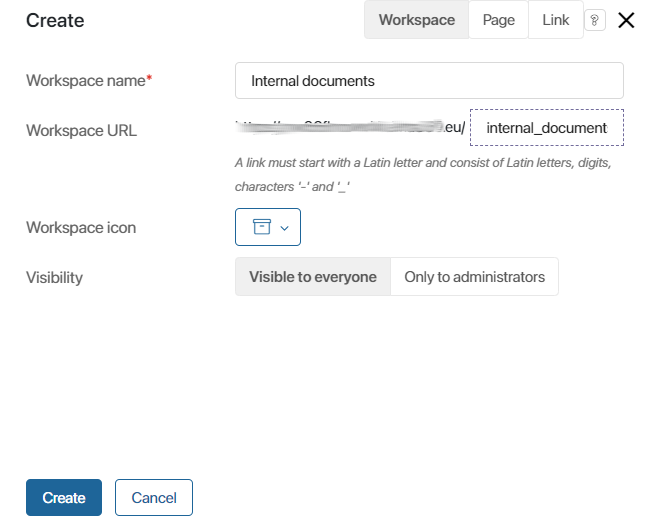 Create
Workspace Page Link ?
Workspace name* Internal documents
Workspace URL .eu/ internal_document
A link must start with a Latin letter and consist of Latin letters, digits,
characters '-' and '_'
Workspace icon
Visibility Visible to everyone Only to administrators
Create Cancel